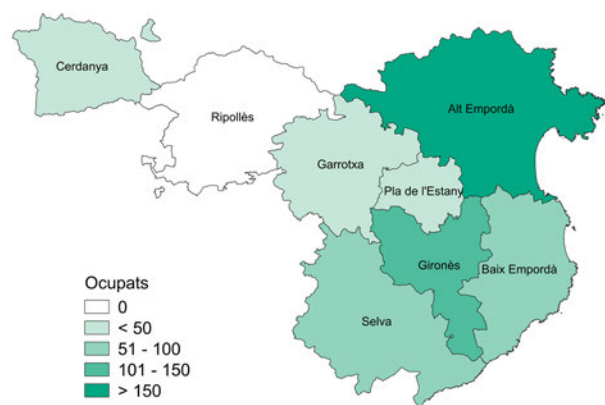 Cerdanya
Ripollès
Alt Empordà
Garrotxa
Pla de l'Estany
Gironès
Baix Empordà
Selva
Ocupats
0
< 50
51 - 100
101 - 150
> 150